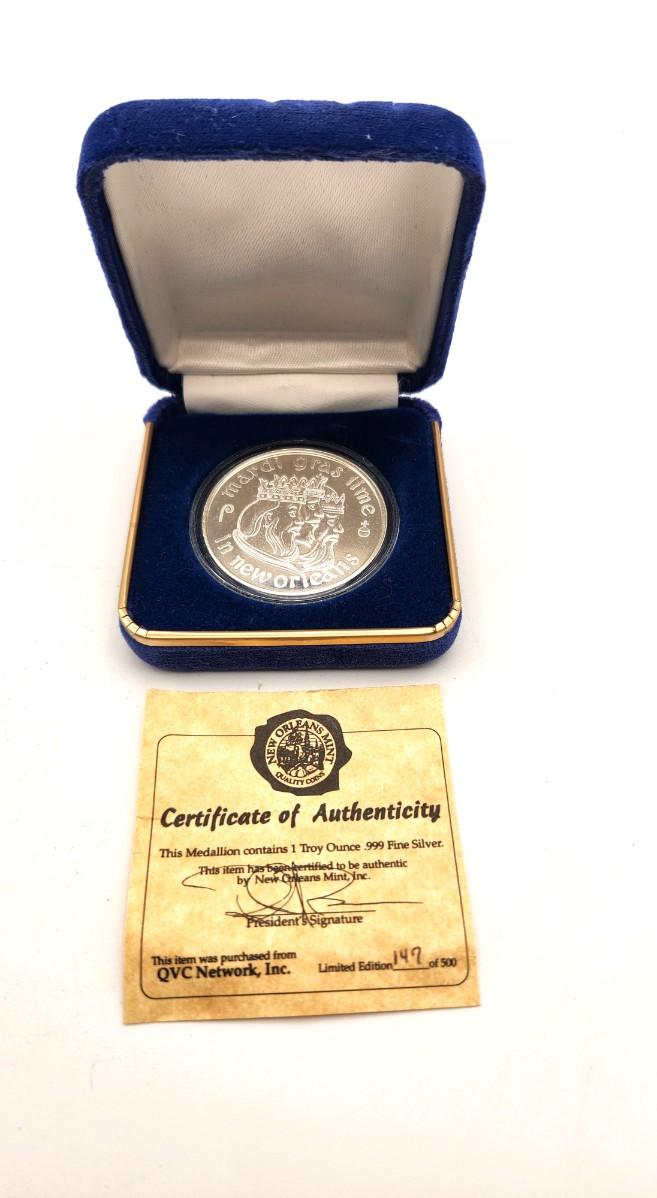 mardi gras time
in new orleans
NEW ORLEANS MINT
QUALITY COINS
Certificate of Authenticity
This Medallion contains 1 Troy Ounce .999 Fine Silver.
This item has been certified to be authentic
by New Orleans Mint, Inc.
President's Signature
This item was purchased from
QVC Network, Inc.
Limited Edition 147 of 500